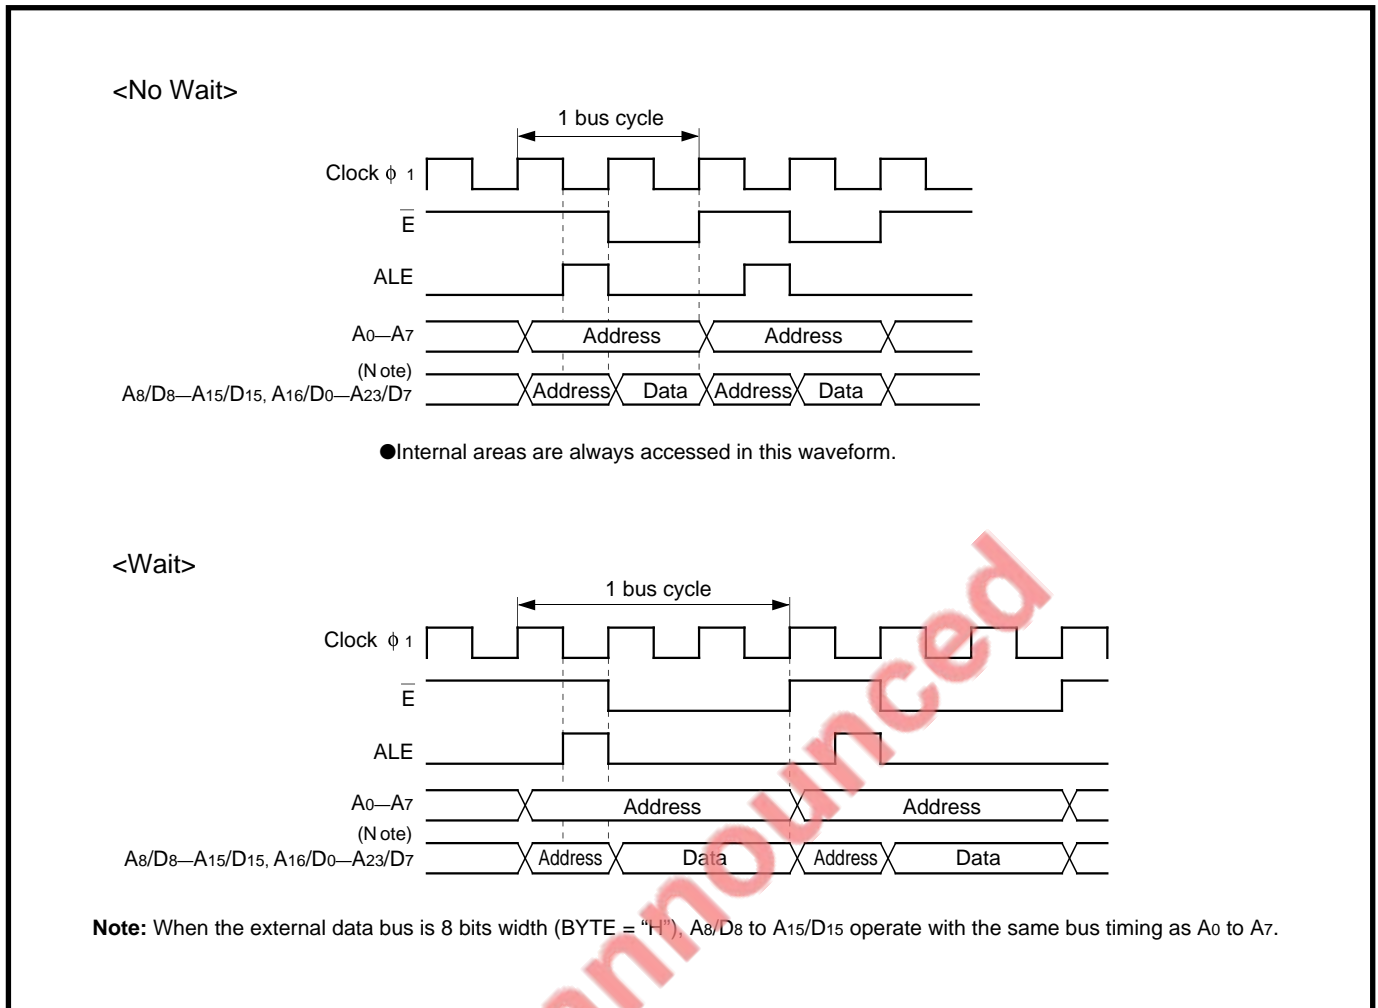 <No Wait>
1 bus cycle
Clock ϕ 1
E
ALE
A0—A7
Address Address
(Note)
A8/D8—A15/D15, A16/D0—A23/D7
Address Data Address Data
●Internal areas are always accessed in this waveform.
<Wait>
1 bus cycle
Clock ϕ 1
E
ALE
A0—A7
Address Address
(Note)
A8/D8—A15/D15, A16/D0—A23/D7
Address Data Address Data
Note: When the external data bus is 8 bits width (BYTE = “H”), A8/D8 to A15/D15 operate with the same bus timing as A0 to A7.
announced